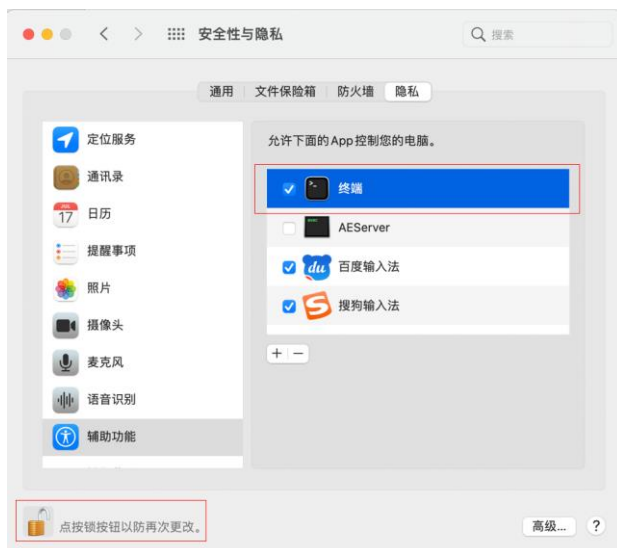 安全性与隐私
搜索
通用 文件保险箱 防火墙 隐私
定位服务
通讯录
17 日历
提醒事项
照片
摄像头
麦克风
语音识别
辅助功能
允许下面的App控制您的电脑。
终端
AEServer
du 百度输入法
搜狗输入法
点按锁按钮以防再次更改。
高级... ?